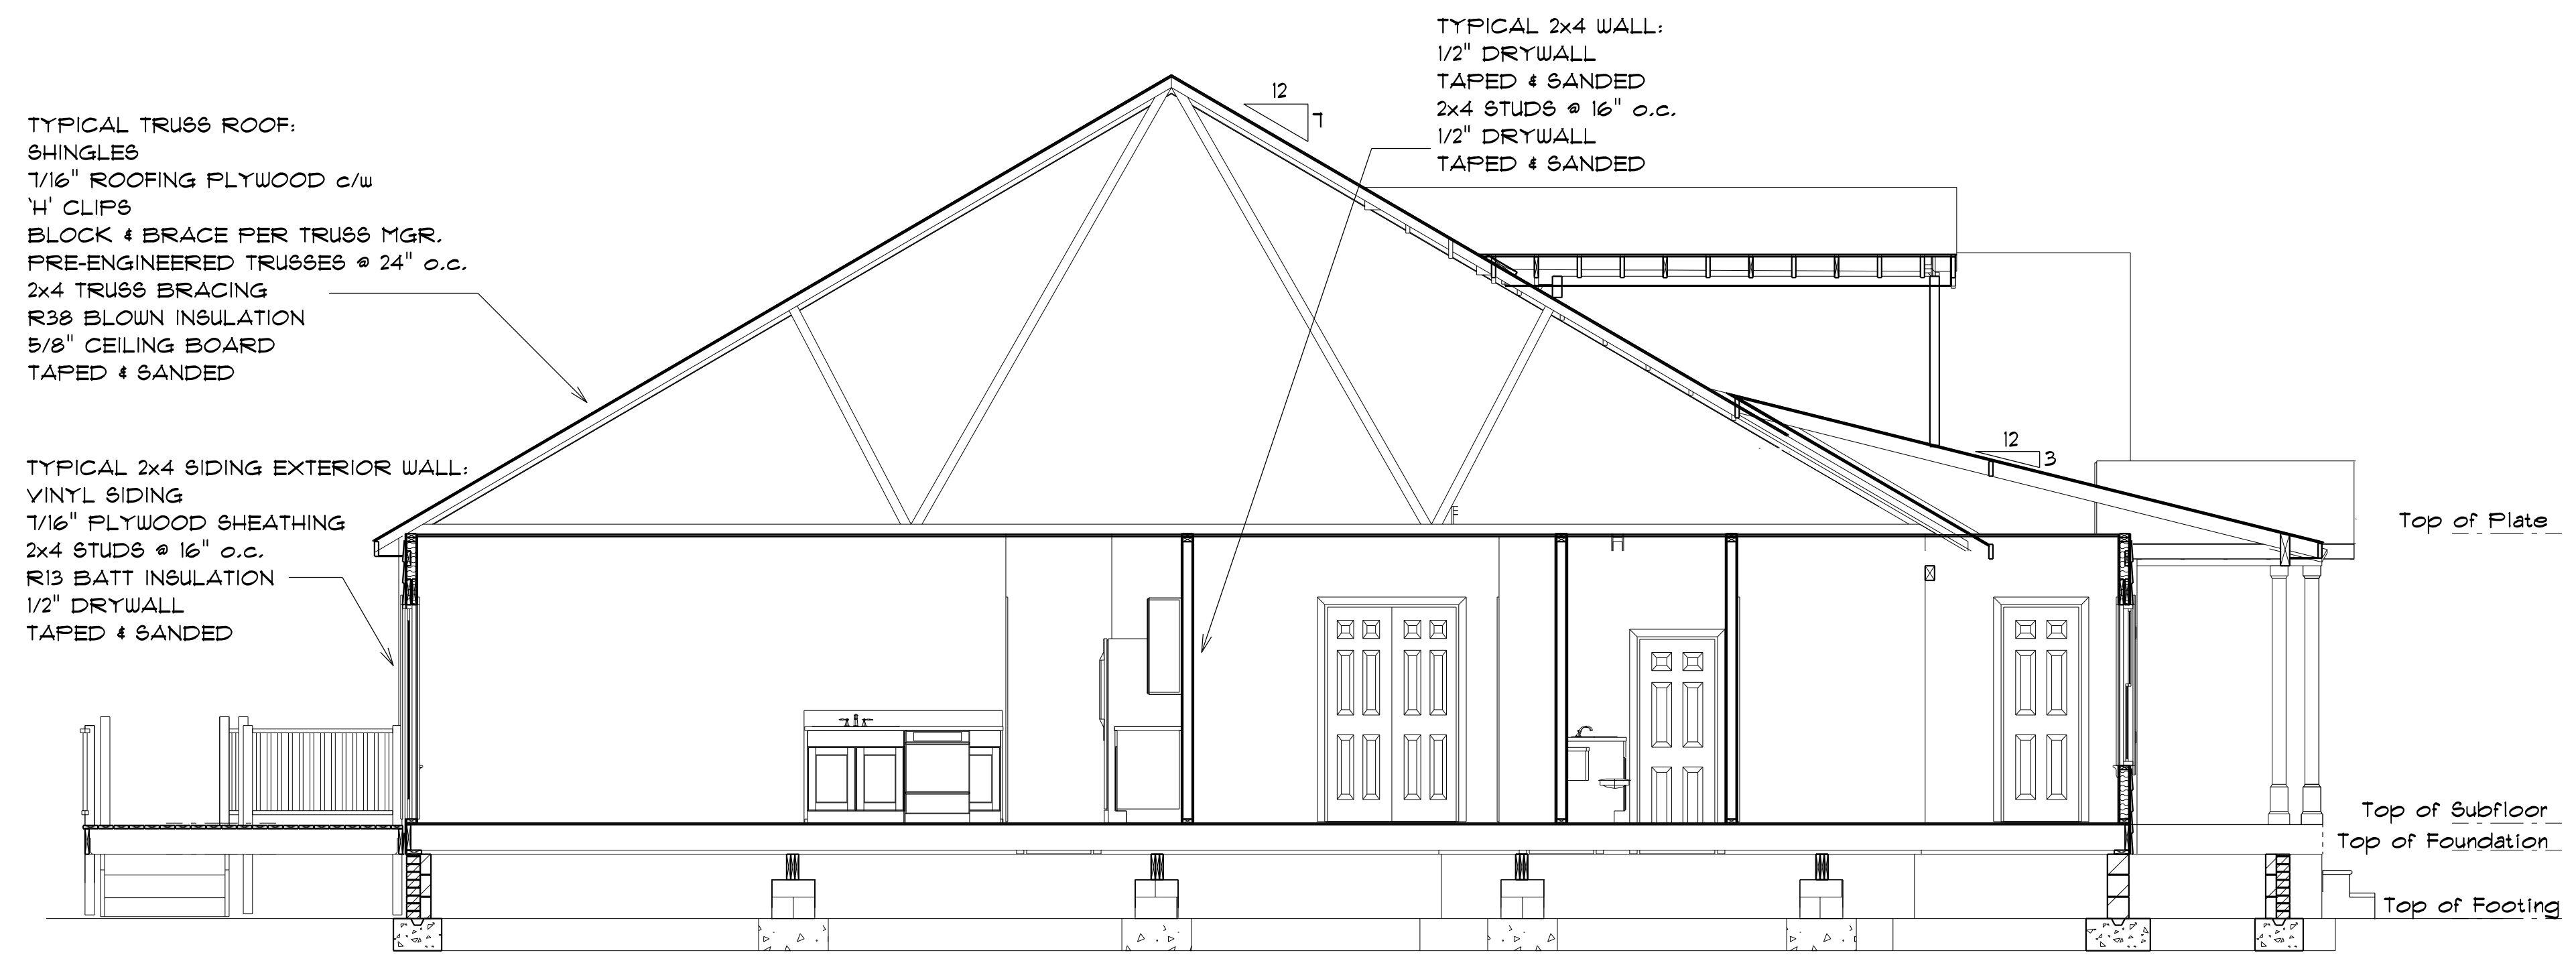 TYPICAL 2x4 WALL:
1/2" DRYWALL
TAPED & SANDED
2x4 STUDS @ 16" o.c.
1/2" DRYWALL
TAPED & SANDED
12
7
TYPICAL TRUSS ROOF:
SHINGLES
7/16" ROOFING PLYWOOD c/w
'H' CLIPS
BLOCK & BRACE PER TRUSS MGR.
PRE-ENGINEERED TRUSSES @ 24" o.c.
2x4 TRUSS BRACING
R38 BLOWN INSULATION
5/8" CEILING BOARD
TAPED & SANDED
12
3
TYPICAL 2x4 SIDING EXTERIOR WALL:
VINYL SIDING
7/16" PLYWOOD SHEATHING
2x4 STUDS @ 16" o.c.
R13 BATT INSULATION
1/2" DRYWALL
TAPED & SANDED
Top of Plate
Top of Subfloor
Top of Foundation
Top of Footing